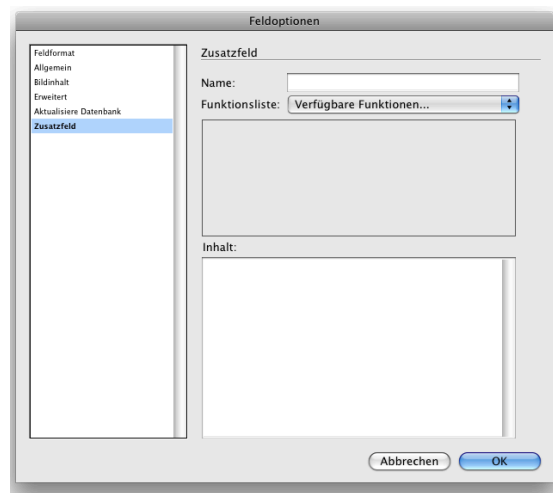 Feldoptionen
Feldformat
Allgemein
Bildinhalt
Erweitert
Aktualisiere Datenbank
Zusatzfeld
Zusatzfeld
Name:
Funktionsliste: Verfügbare Funktionen...
Inhalt:
Abbrechen OK